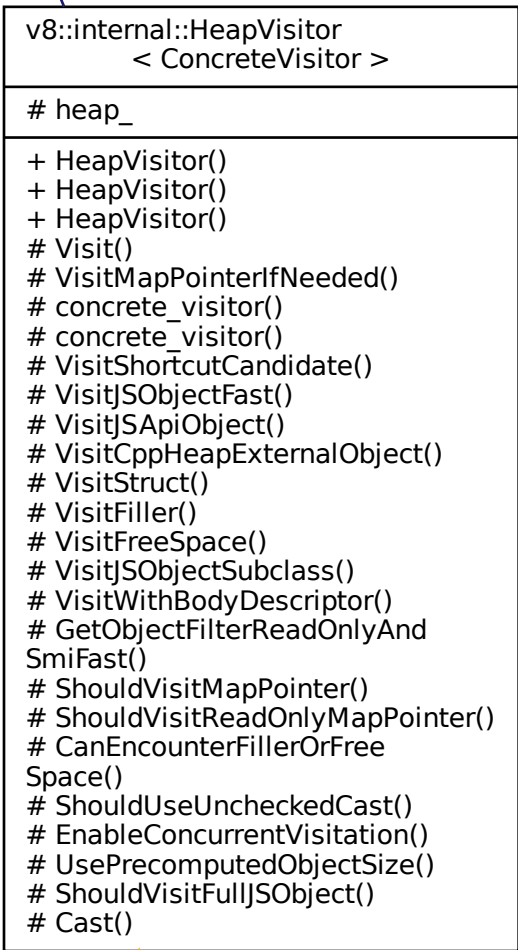 v8::internal::HeapVisitor
< ConcreteVisitor >
# heap_
+ HeapVisitor()
+ HeapVisitor()
+ HeapVisitor()
# Visit()
# VisitMapPointerIfNeeded()
# concrete_visitor()
# concrete_visitor()
# VisitShortcutCandidate()
# VisitJSObjectFast()
# VisitJSApiObject()
# VisitCppHeapExternalObject()
# VisitStruct()
# VisitFiller()
# VisitFreeSpace()
# VisitJSObjectSubclass()
# VisitWithBodyDescriptor()
# GetObjectFilterReadOnlyAnd
SmiFast()
# ShouldVisitMapPointer()
# ShouldVisitReadOnlyMapPointer()
# CanEncounterFillerOrFree
Space()
# ShouldUseUncheckedCast()
# EnableConcurrentVisitation()
# UsePrecomputedObjectSize()
# ShouldVisitFullJSObject()
# Cast()